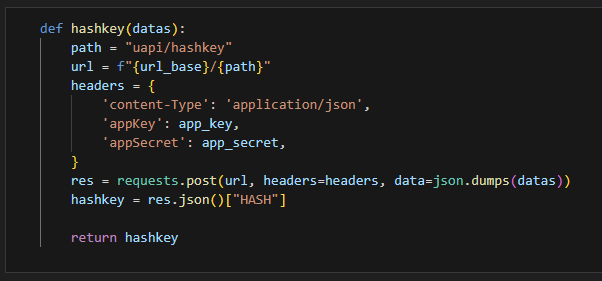 def hashkey(datas):
    path = "uapi/hashkey"
    url = f"{url_base}/{path}"
    headers = {
        'content-Type': 'application/json',
        'appKey': app_key,
        'appSecret': app_secret,
    }
    res = requests.post(url, headers=headers, data=json.dumps(datas))
    hashkey = res.json()["HASH"]
    return hashkey